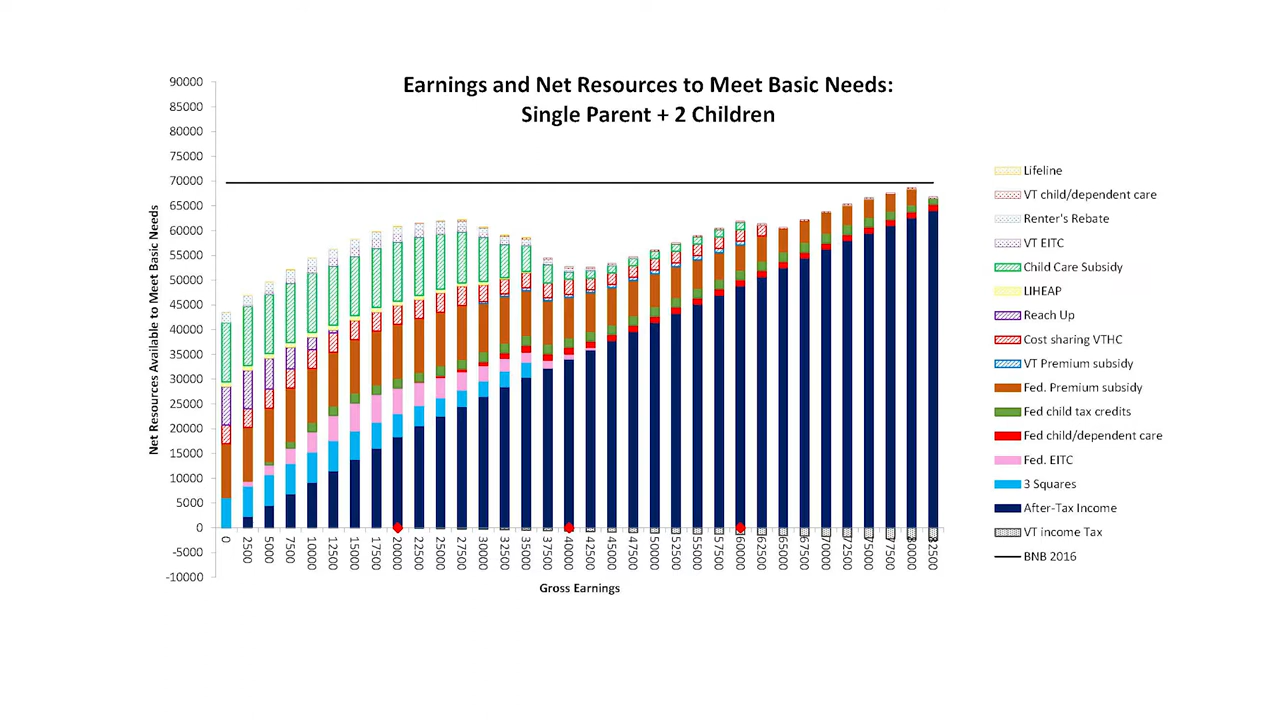 Earnings and Net Resources to Meet Basic Needs:
Single Parent + 2 Children
Net Resources Available to Meet Basic Needs
90000
85000
80000
75000
70000
65000
60000
55000
50000
45000
40000
35000
30000
25000
20000
15000
10000
5000
0
-5000
-10000
0
2500
5000
7500
10000
12500
15000
17500
20000
22500
25000
27500
30000
32500
35000
37500
40000
42500
45000
47500
50000
52500
55000
57500
60000
62500
65000
67500
70000
72500
75000
77500
80000
82500
Gross Earnings
Lifeline
VT child/dependent care
Renter's Rebate
VT EITC
Child Care Subsidy
LIHEAP
Reach Up
Cost sharing VTHC
VT Premium subsidy
Fed. Premium subsidy
Fed child tax credits
Fed child/dependent care
Fed. EITC
3 Squares
After-Tax Income
VT income Tax
BNB 2016